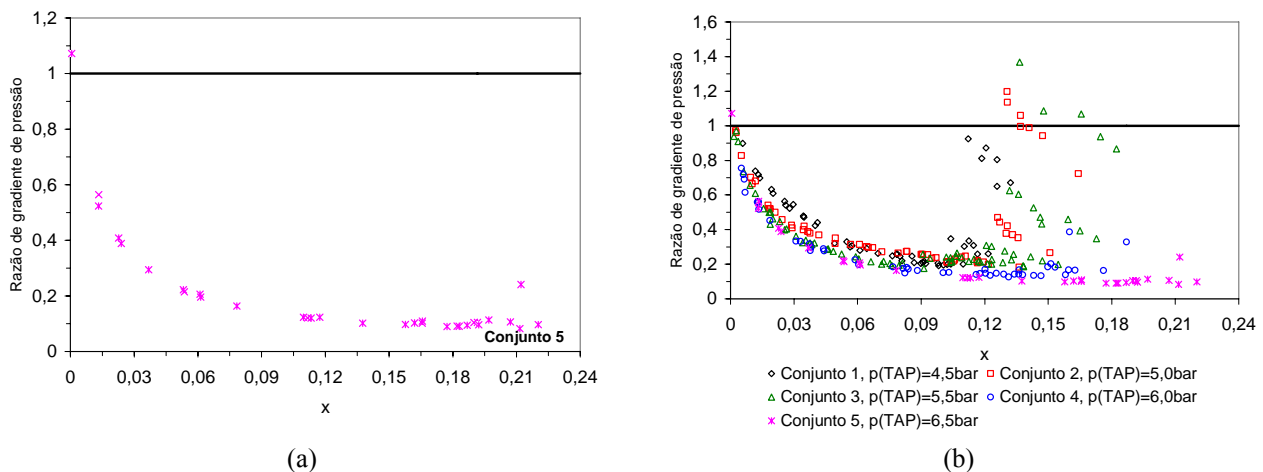 1,2
1
0,8
0,6
0,4
0,2
0
Razão de gradiente de pressão
0 0,03 0,06 0,09 0,12 0,15 0,18 0,21 0,24
x
Conjunto 5
(a)
1,6
1,4
1,2
1
0,8
0,6
0,4
0,2
0
Razão de gradiente de pressão
0 0,03 0,06 0,09 0,12 0,15 0,18 0,21 0,24
x
Conjunto 1, p(TAP)=4,5bar Conjunto 2, p(TAP)=5,0bar
Conjunto 3, p(TAP)=5,5bar Conjunto 4, p(TAP)=6,0bar
Conjunto 5, p(TAP)=6,5bar
(b)